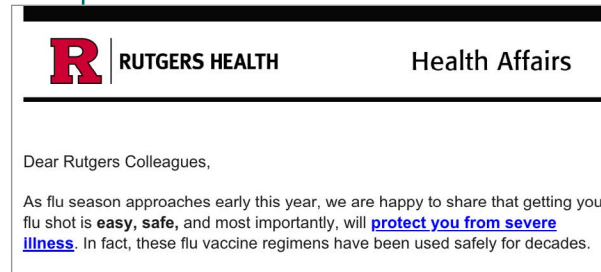 R RUTGERS HEALTH Health Affairs
Dear Rutgers Colleagues,
As flu season approaches early this year, we are happy to share that getting you
flu shot is easy, safe, and most importantly, will protect you from severe
illness. In fact, these flu vaccine regimens have been used safely for decades.